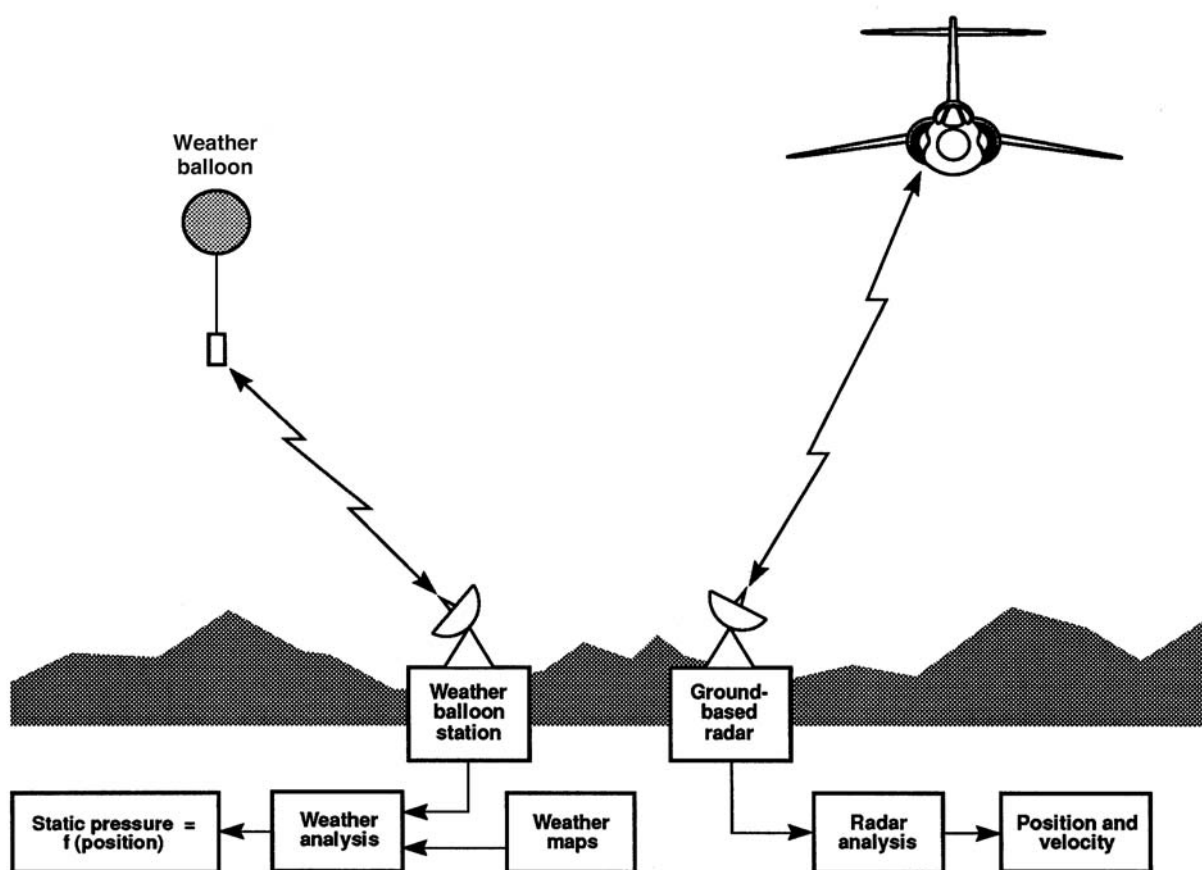 Weather
balloon
Weather
balloon
station
Ground-
based
radar
Static pressure =
f (position)
Weather
analysis
Weather
maps
Radar
analysis
Position and
velocity